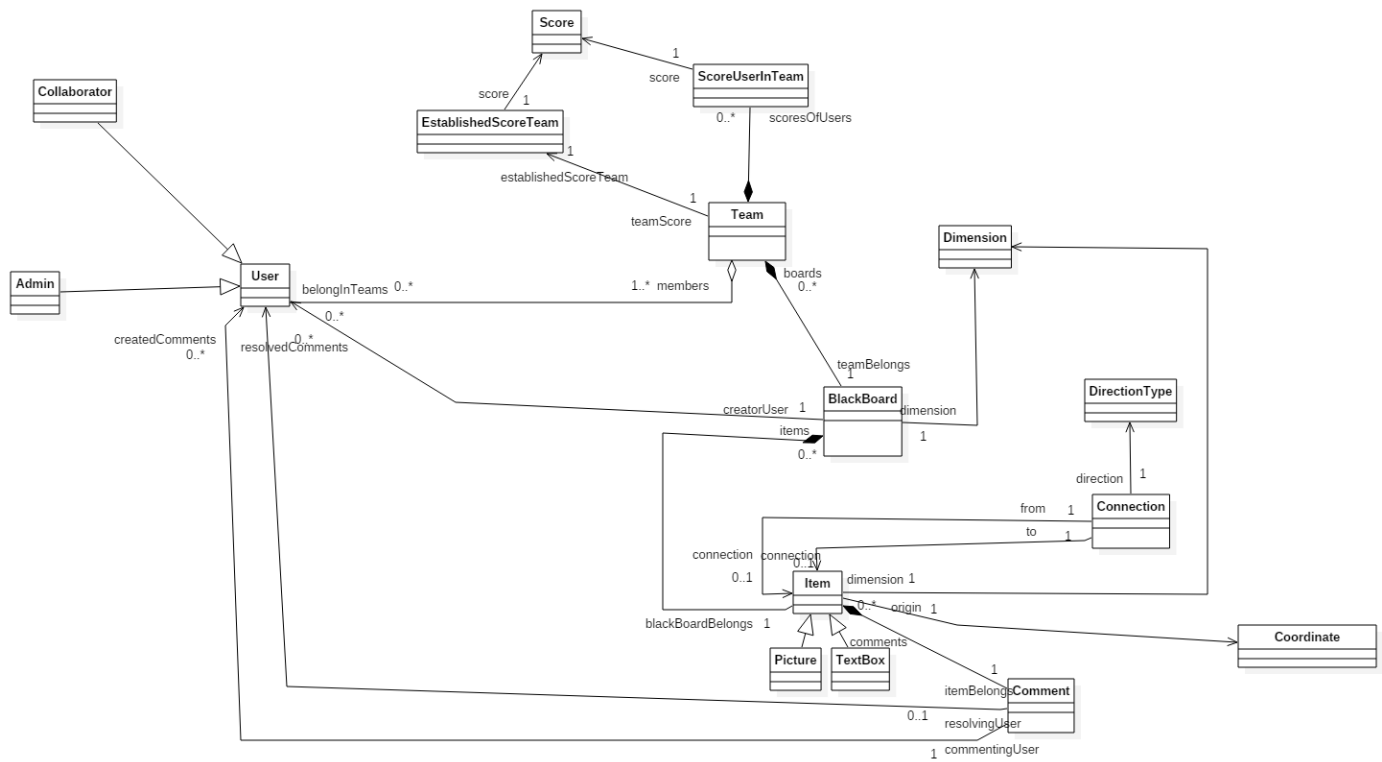 Score
1
score
ScoreUserInTeam
Collaborator
score
1
EstablishedScoreTeam
0..*
scoresOfUsers
1
establishedScoreTeam
1
teamScore
Team
Dimension
Admin
User
boards
0..*
belongInTeams 0..*
1..* members
0..*
createdComments
0..*
0..*
resolvedComments
teamBelongs
1
DirectionType
BlackBoard
creatorUser 1
dimension
1
items
0..*
direction
1
Connection
from 1
to 1
connection
0..1
connection
0..1
Item
dimension 1
0..*
origin 1
blackBoardBelongs 1
comments
Coordinate
Picture
TextBox
1
itemBelongs
Comment
0..1
resolvingUser
1
commentingUser